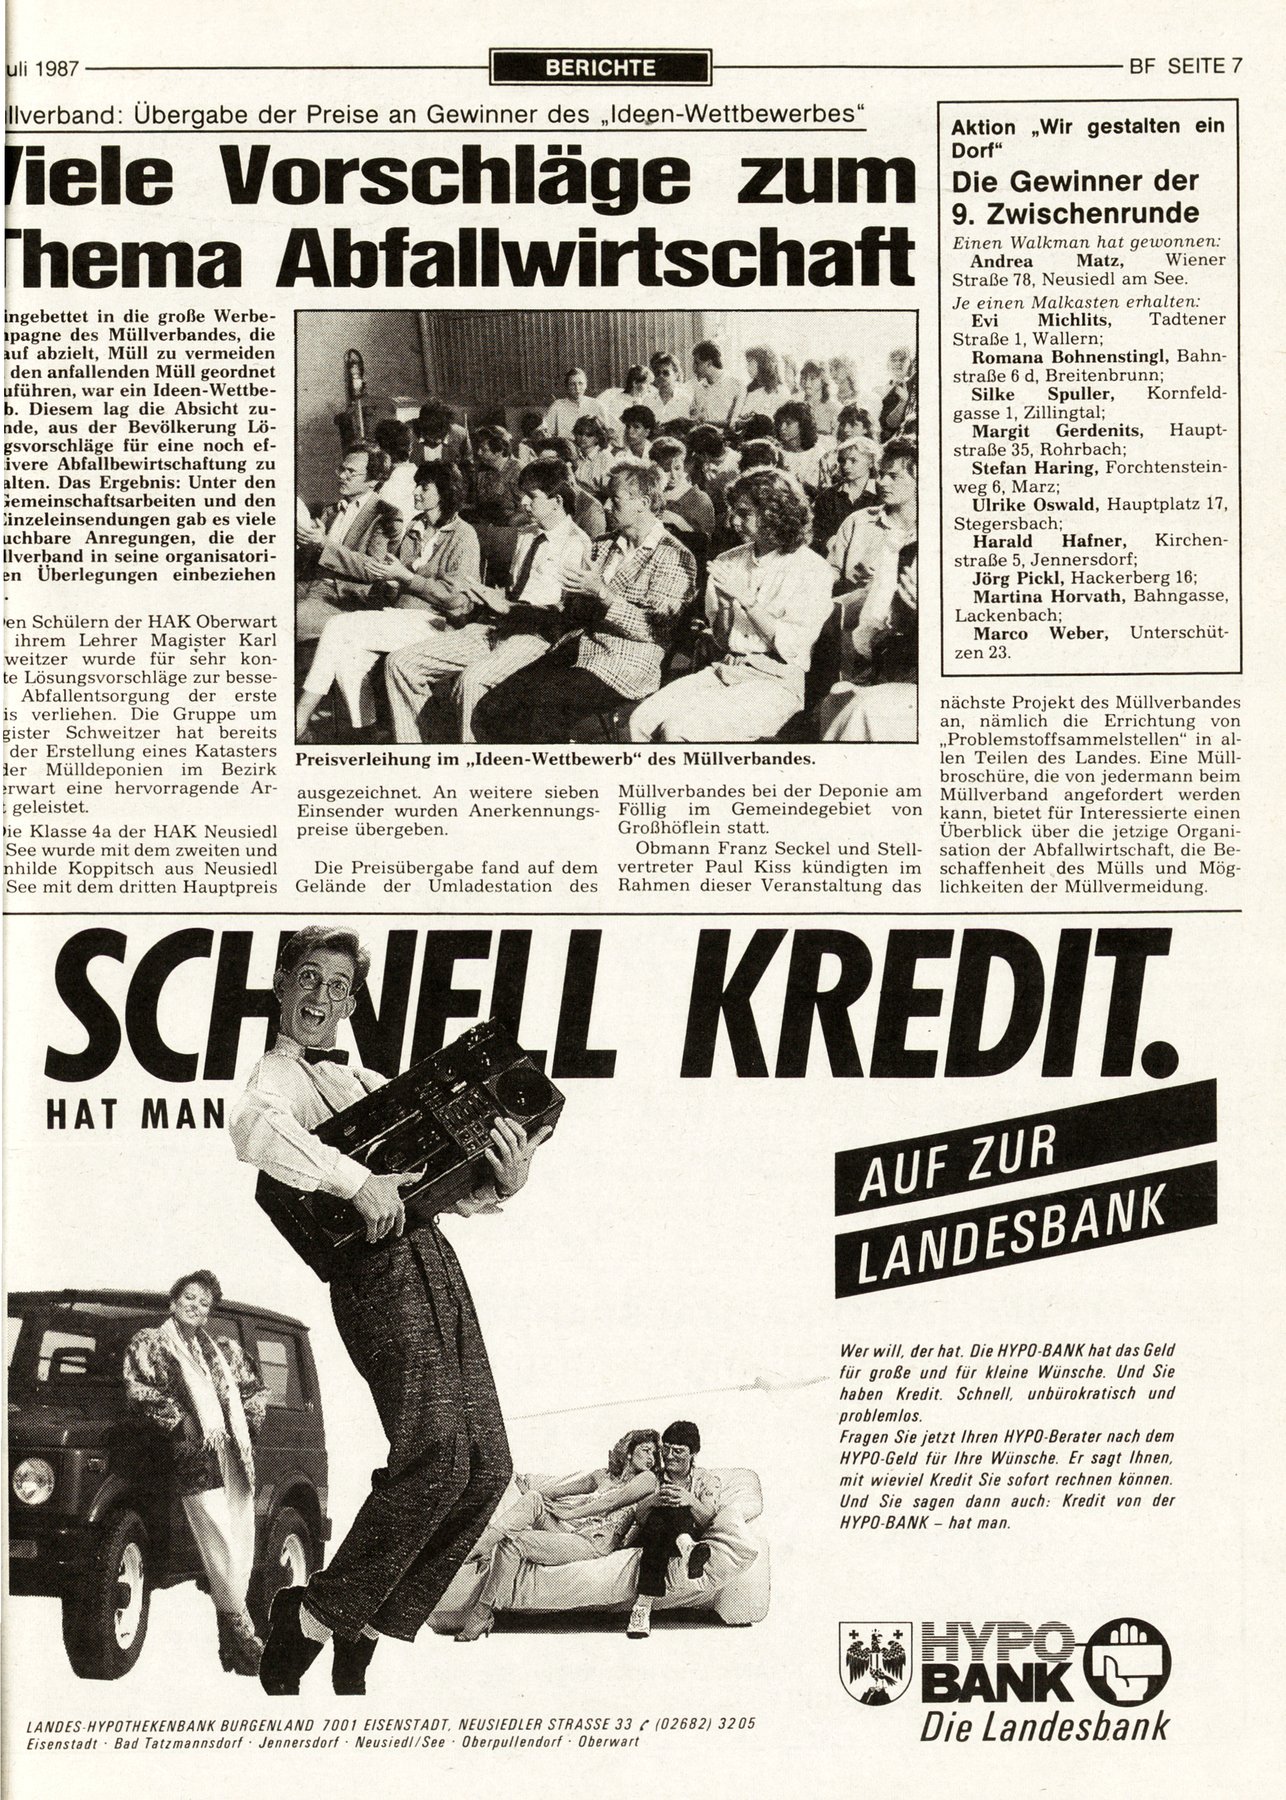 uli 1987
BERICHTE
BF SEITE 7
llverband: Übergabe der Preise an Gewinner des „Ideen-Wettbewerbes“
Viele Vorschläge zum
Thema Abfallwirtschaft
ingebettet in die große Werbe-
pagne des Müllverbandes, die
auf abzielt, Müll zu vermeiden
den anfallenden Müll geordnet
uführen, war ein Ideen-Wettbe-
b. Diesem lag die Absicht zu-
nde, aus der Bevölkerung Lö-
gsvorschläge für eine noch ef-
ivere Abfallbewirtschaftung zu
alten. Das Ergebnis: Unter den
Gemeinschaftsarbeiten und den
Einzeleinsendungen gab es viele
uchbare Anregungen, die der
llverband in seine organisatori-
en Überlegungen einbeziehen
.
en Schülern der HAK Oberwart
ihrem Lehrer Magister Karl
weitzer wurde für sehr kon-
te Lösungsvorschläge zur besse-
Abfallentsorgung der erste
is verliehen. Die Gruppe um
gister Schweitzer hat bereits
der Erstellung eines Katasters
der Mülldeponien im Bezirk
erwart eine hervorragende Ar-
t geleistet.
ie Klasse 4a der HAK Neusiedl
See wurde mit dem zweiten und
nhilde Koppitsch aus Neusiedl
See mit dem dritten Hauptpreis
Preisverleihung im „Ideen-Wettbewerb“ des Müllverbandes.
ausgezeichnet. An weitere sieben
Einsender wurden Anerkennungs-
preise übergeben.
Die Preisübergabe fand auf dem
Gelände der Umladestation des
Müllverbandes bei der Deponie am
Föllig im Gemeindegebiet von
Großhöflein statt.
Obmann Franz Seckel und Stell-
vertreter Paul Kiss kündigten im
Rahmen dieser Veranstaltung das
nächste Projekt des Müllverbandes
an, nämlich die Errichtung von
„Problemstoffsammelstellen“ in al-
len Teilen des Landes. Eine Müll-
broschüre, die von jedermann beim
Müllverband angefordert werden
kann, bietet für Interessierte einen
Überblick über die jetzige Organi-
sation der Abfallwirtschaft, die Be-
schaffenheit des Mülls und Mög-
lichkeiten der Müllvermeidung.
Aktion „Wir gestalten ein
Dorf“
Die Gewinner der
9. Zwischenrunde
Einen Walkman hat gewonnen:
Andrea Matz, Wiener
Straße 78, Neusiedl am See.
Je einen Malkasten erhalten:
Evi Michlits, Tadtener
Straße 1, Wallern;
Romana Bohnenstingl, Bahn-
straße 6 d, Breitenbrunn;
Silke Spuller, Kornfeld-
gasse 1, Zillingtal;
Margit Gerdenits, Haupt-
straße 35, Rohrbach;
Stefan Haring, Forchtenstein-
weg 6, Marz;
Ulrike Oswald, Hauptplatz 17,
Stegersbach;
Harald Hafner, Kirchen-
straße 5, Jennersdorf;
Jörg Pickl, Hackerberg 16;
Martina Horvath, Bahngasse,
Lackenbach;
Marco Weber, Unterschüt-
zen 23.
SCHNELL KREDIT.
HAT MAN
AUF ZUR
LANDESBANK
Wer will, der hat. Die HYPO-BANK hat das Geld
für große und für kleine Wünsche. Und Sie
haben Kredit. Schnell, unbürokratisch und
problemlos.
Fragen Sie jetzt Ihren HYPO-Berater nach dem
HYPO-Geld für Ihre Wünsche. Er sagt Ihnen,
mit wieviel Kredit Sie sofort rechnen können.
Und Sie sagen dann auch: Kredit von der
HYPO-BANK – hat man.
HYPO
BANK
Die Landesbank
LANDES-HYPOTHEKENBANK BURGENLAND 7001 EISENSTADT, NEUSIEDLER STRASSE 33 ☎ (02682) 3205
Eisenstadt · Bad Tatzmannsdorf · Jennersdorf · Neusiedl/See · Oberpullendorf · Oberwart